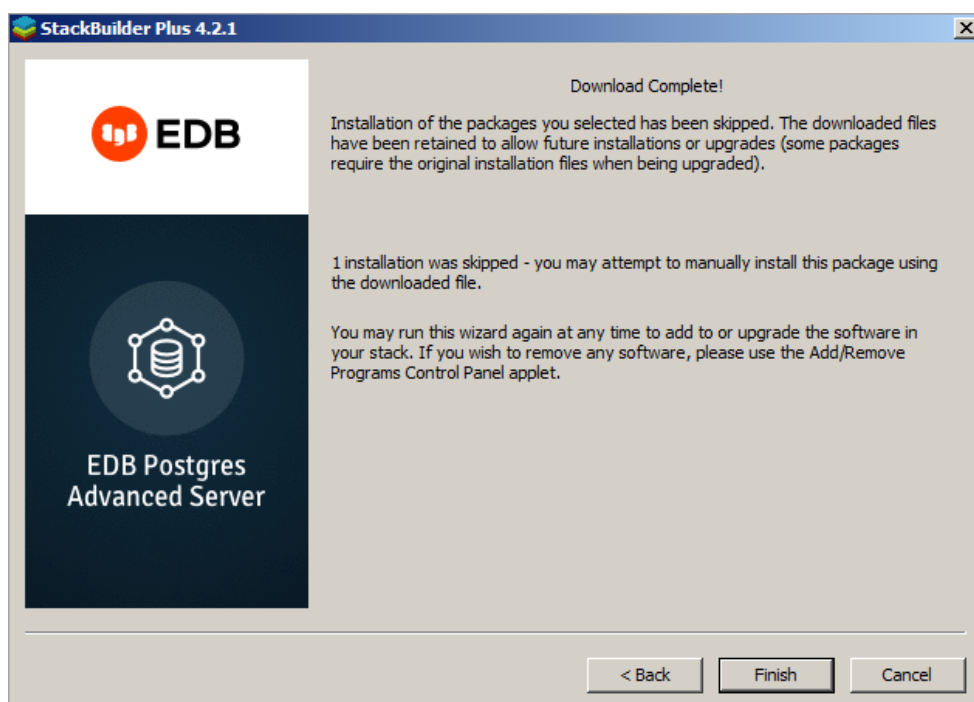 StackBuilder Plus 4.2.1
EDB
EDB Postgres
Advanced Server
Download Complete!
Installation of the packages you selected has been skipped. The downloaded files
have been retained to allow future installations or upgrades (some packages
require the original installation files when being upgraded).
1 installation was skipped - you may attempt to manually install this package using
the downloaded file.
You may run this wizard again at any time to add to or upgrade the software in
your stack. If you wish to remove any software, please use the Add/Remove
Programs Control Panel applet.
< Back
Finish
Cancel